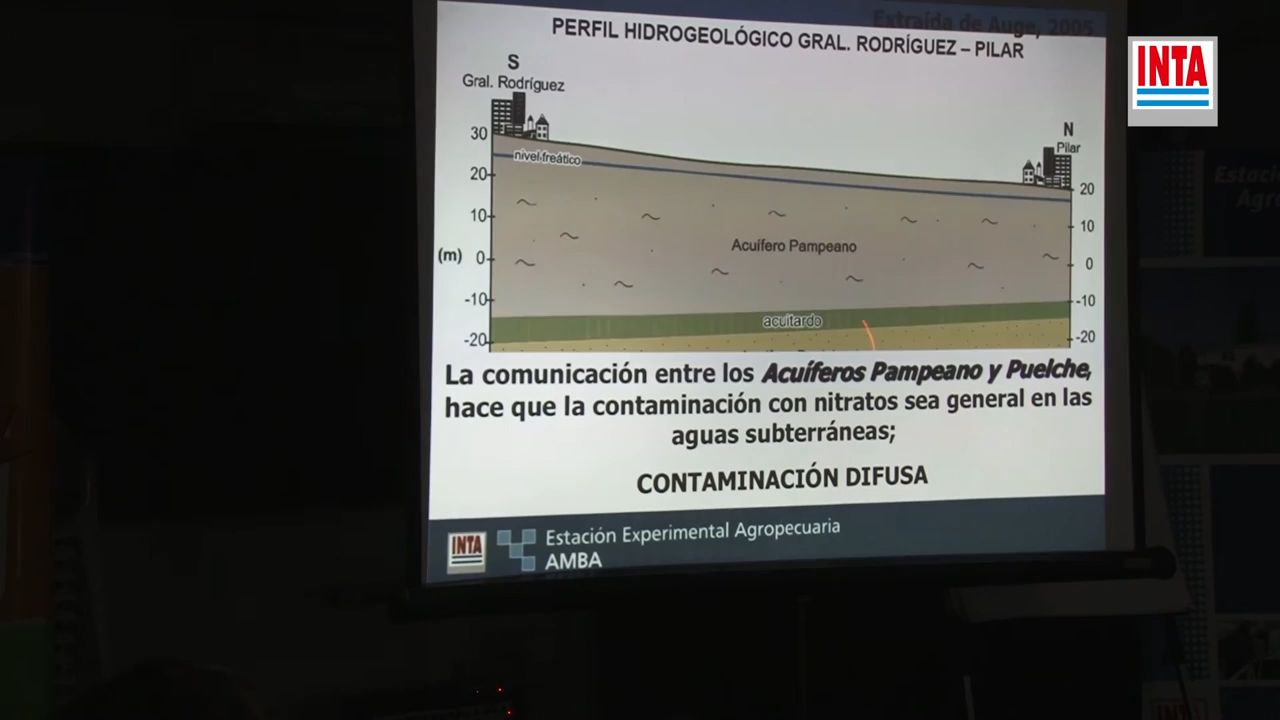 Extraída de Auge, 2005
PERFIL HIDROGEOLÓGICO GRAL. RODRÍGUEZ – PILAR
INTA
S
Gral. Rodríguez
N
Pilar
30
nivel freático
20
20
10
10
Acuífero Pampeano
(m)
0
0
-10
-10
acuitardo
-20
-20
La comunicación entre los Acuíferos Pampeano y Puelche,
hace que la contaminación con nitratos sea general en las
aguas subterráneas;
CONTAMINACIÓN DIFUSA
INTA
Estación Experimental Agropecuaria
AMBA
INTA